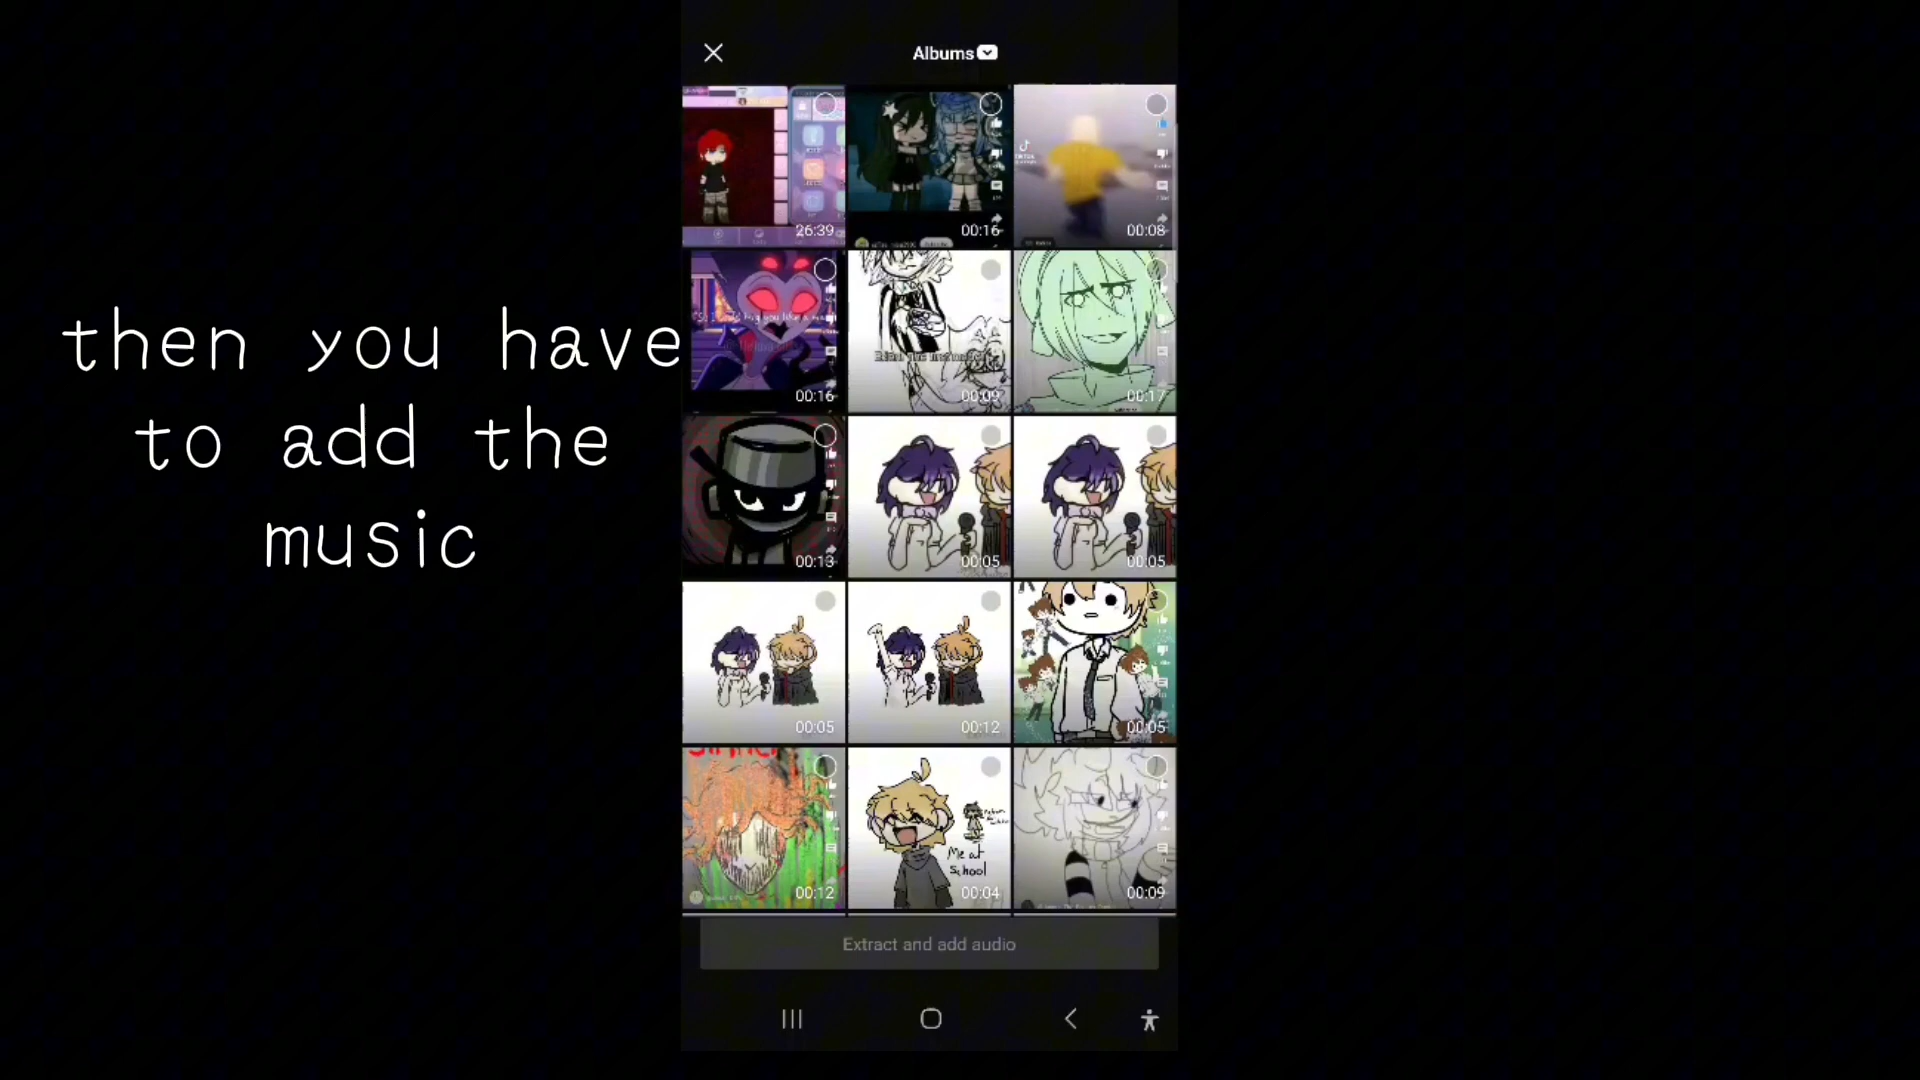 then you have
to add the
music
Albums
26:39
00:16
00:08
00:16
00:09
00:17
00:13
00:05
00:05
00:05
00:12
00:05
00:12
Me at
School
00:04
00:09
Extract and add audio